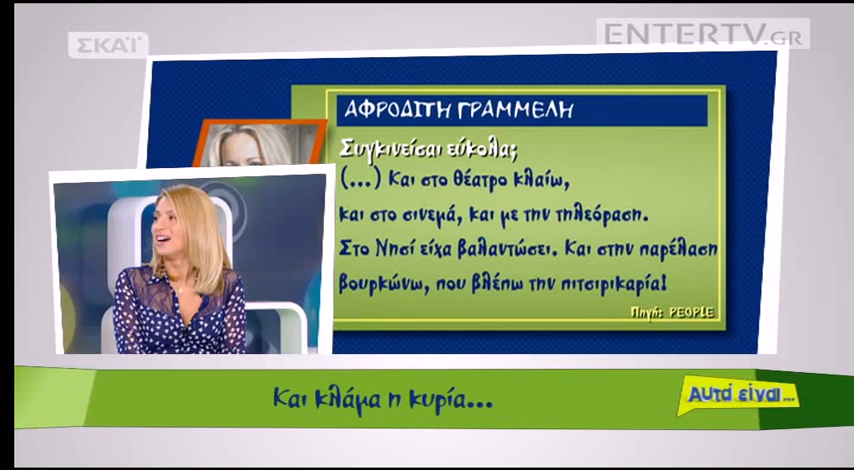 ΣΚΑΪ
ENTERTV.GR
ΑΦΡΟΔΙΤΗ ΓΡΑΜΜΕΛΗ
Συγκινείσαι εύκολα;
(...) Και στο θέατρο κλαίω,
και στο σινεμά, και με την τηλεόραση.
Στο Νησί είχα βαλαντώσει. Και στην παρέλαση
βουρκώνω, που βλέπω την πιτσιρικαρία!
Πηγή: PEOPLE
Και κλάμα η κυρία...
Αυτά είναι...